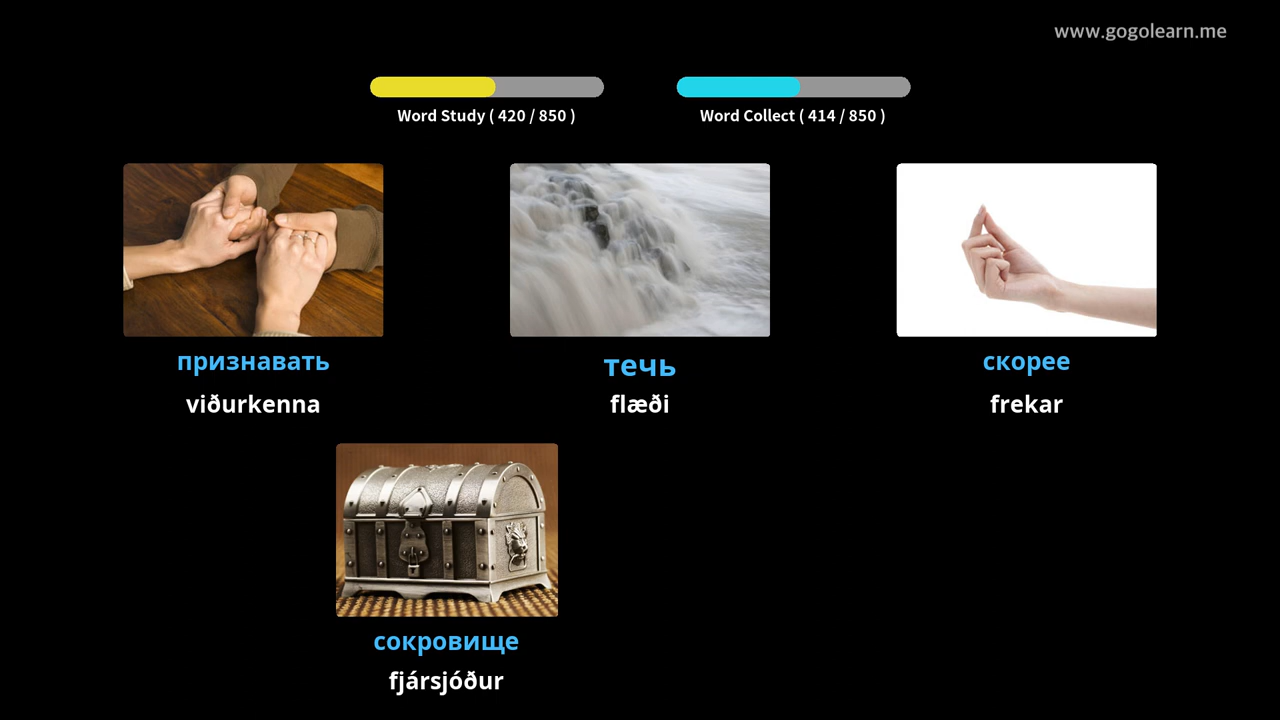 www.gogolearn.me
Word Study ( 420 / 850 )
Word Collect ( 414 / 850 )
признавать
viðurkenna
течь
flæði
скорее
frekar
сокровище
fjársjóður